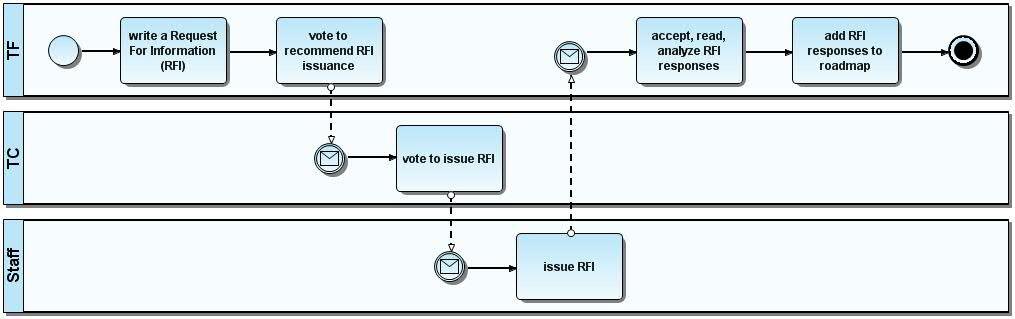 TF
write a Request
For Information
(RFI)
vote to
recommend RFI
issuance
accept, read,
analyze RFI
responses
add RFI
responses to
roadmap
TC
vote to issue RFI
Staff
issue RFI